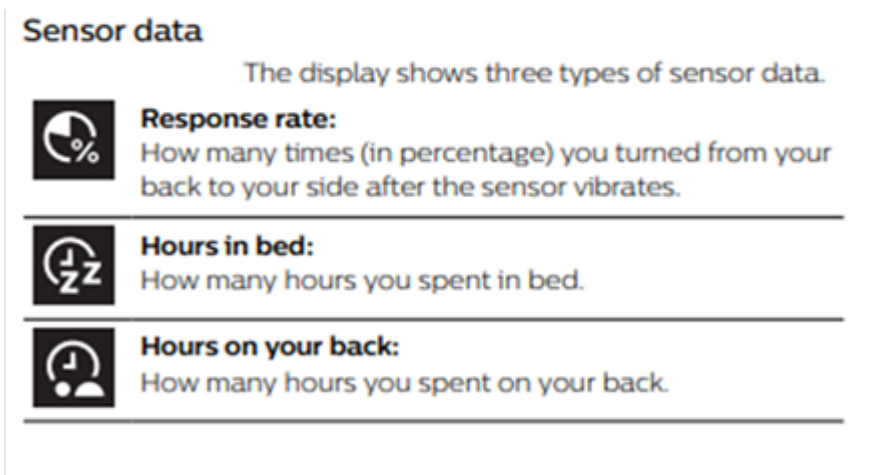 Sensor data
The display shows three types of sensor data.
%
Response rate:
How many times (in percentage) you turned from your
back to your side after the sensor vibrates.
zz
Hours in bed:
How many hours you spent in bed.
Hours on your back:
How many hours you spent on your back.